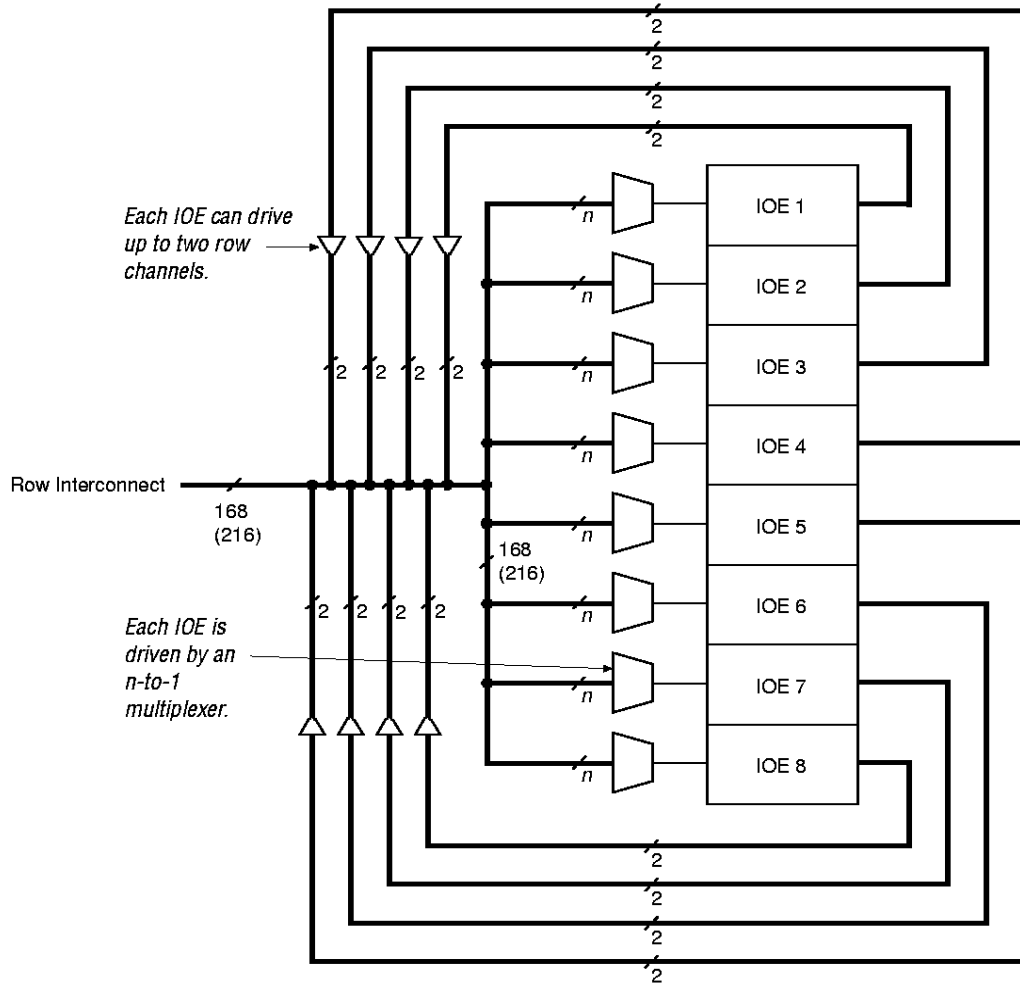 2
2
2
2
n
IOE 1
Each IOE can drive
up to two row
channels.
n
IOE 2
2
2
2
2
n
IOE 3
n
IOE 4
Row Interconnect
168
(216)
n
IOE 5
168
(216)
2
2
2
2
n
IOE 6
Each IOE is
driven by an
n-to-1
multiplexer.
n
IOE 7
n
IOE 8
2
2
2
2